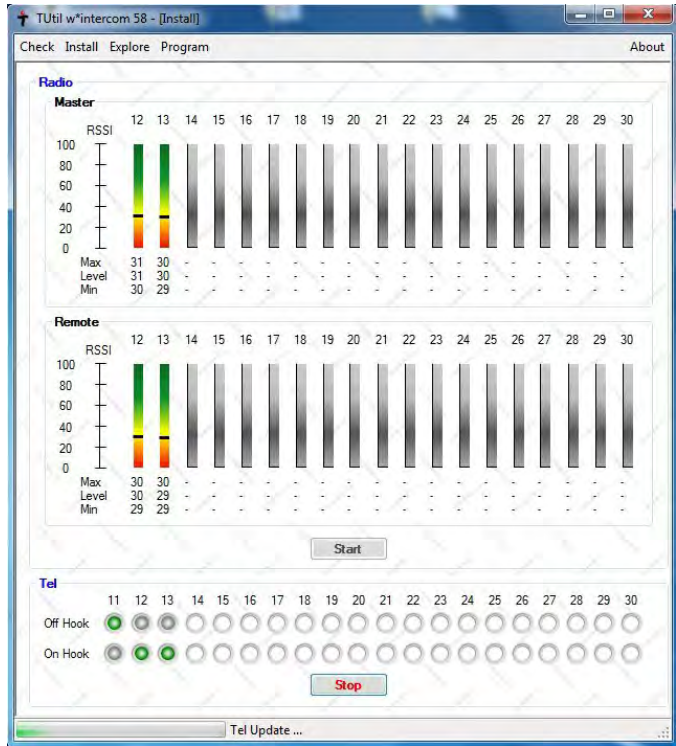 TUtil w*intercom 58 - [Install]
Check Install Explore Program About
Radio
Master
RSSI 12 13 14 15 16 17 18 19 20 21 22 23 24 25 26 27 28 29 30
100
80
60
40
20
0
Max 31 30 - - - - - - - - - - - - - - - - -
Level 31 30 - - - - - - - - - - - - - - - - -
Min 30 29 - - - - - - - - - - - - - - - - -
Remote
RSSI 12 13 14 15 16 17 18 19 20 21 22 23 24 25 26 27 28 29 30
100
80
60
40
20
0
Max 30 30 - - - - - - - - - - - - - - - - -
Level 30 29 - - - - - - - - - - - - - - - - -
Min 29 29 - - - - - - - - - - - - - - - - -
Start
Tel
11 12 13 14 15 16 17 18 19 20 21 22 23 24 25 26 27 28 29 30
Off Hook
On Hook
Stop
Tel Update ...